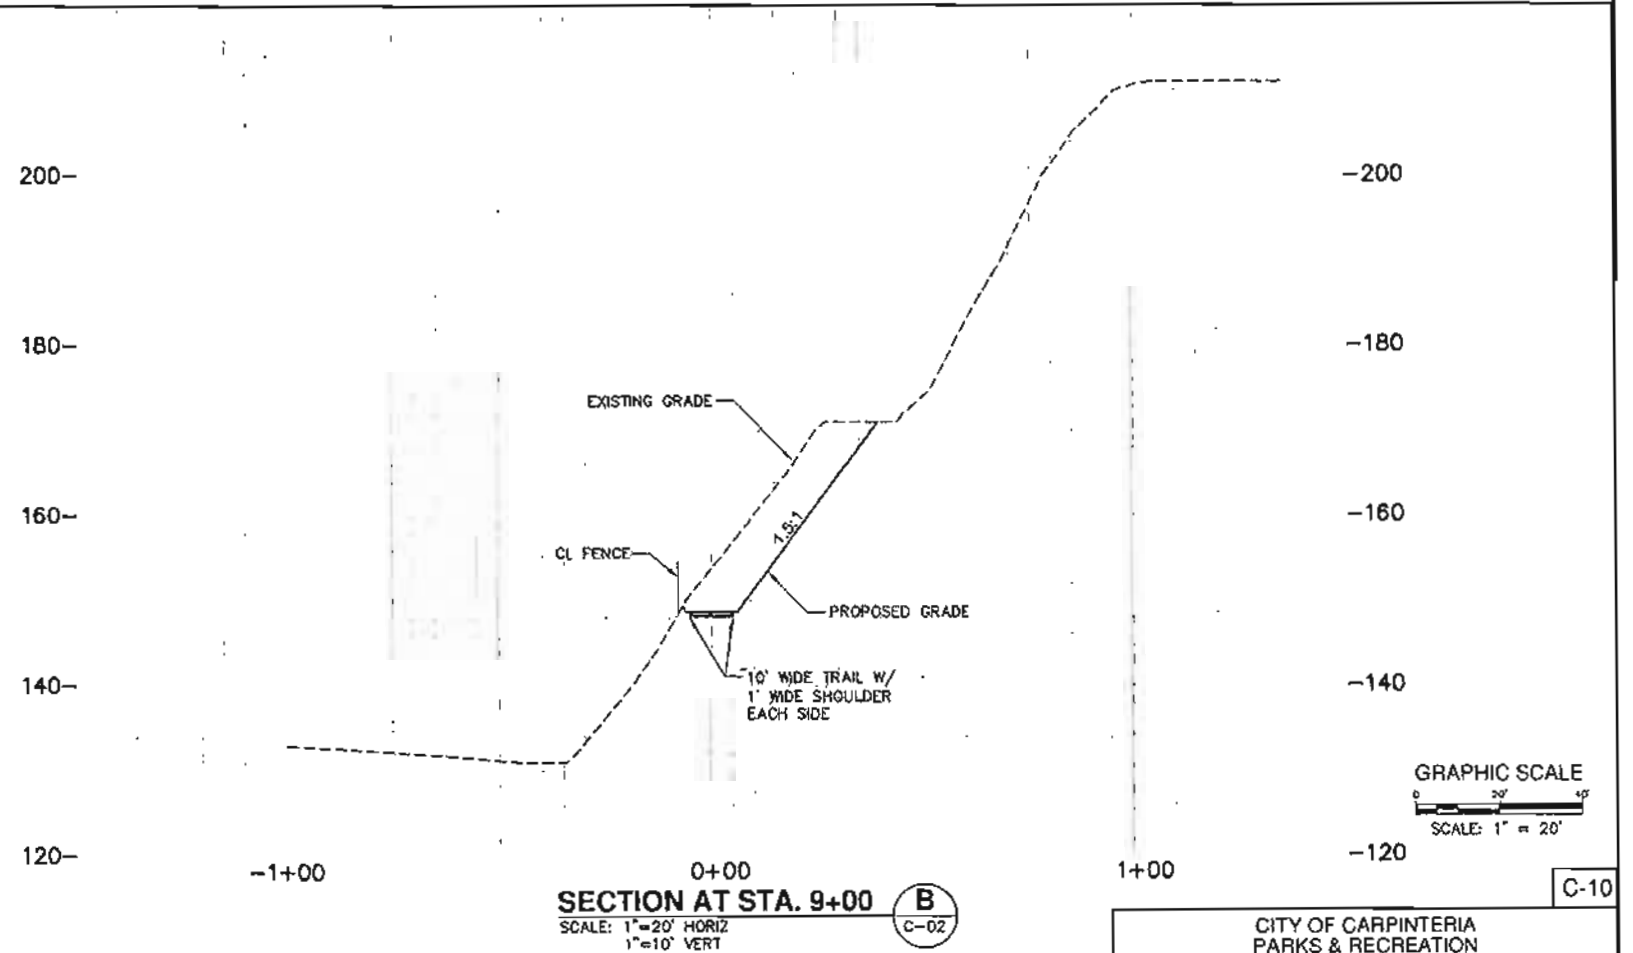 200-
-200
180-
-180
EXISTING GRADE
160-
-160
1.5:1
CL FENCE
PROPOSED GRADE
140-
-140
10' WIDE TRAIL W/
1' WIDE SHOULDER
EACH SIDE
GRAPHIC SCALE
0 20' 40'
SCALE: 1" = 20'
120-
-120
-1+00 0+00 1+00
SECTION AT STA. 9+00
SCALE: 1"=20' HORIZ
1"=10' VERT
B
C-02
C-10
CITY OF CARPINTERIA
PARKS & RECREATION